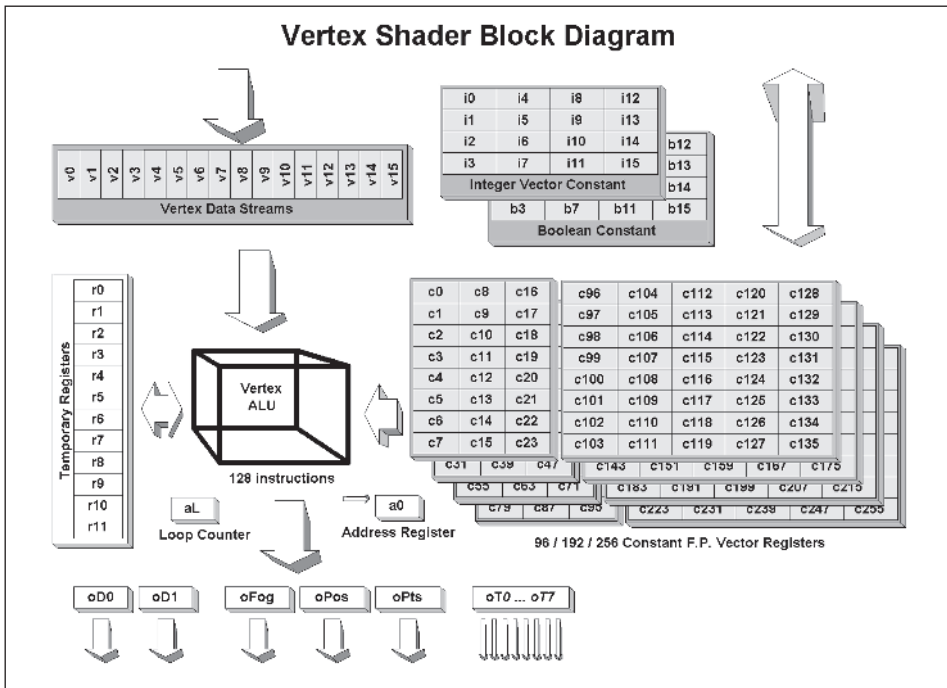 Vertex Shader Block Diagram
i0 i4 i8 i12
i1 i5 i9 i13
i2 i6 i10 i14
i3 i7 i11 i15
Integer Vector Constant
b12
b13
b14
b3 b7 b11 b15
Boolean Constant
v0 v1 v2 v3 v4 v5 v6 v7 v8 v9 v10 v11 v12 v13 v14 v15
Vertex Data Streams
Temporary Registers
r0
r1
r2
r3
r4
r5
r6
r7
r8
r9
r10
r11
Vertex
ALU
128 instructions
aL
Loop Counter
a0
Address Register
c0 c8 c16
c1 c9 c17
c2 c10 c18
c3 c11 c19
c4 c12 c20
c5 c13 c21
c6 c14 c22
c7 c15 c23
c31 c39 c47
c55 c63 c71
c79 c87 c95
c96 c104 c112 c120 c128
c97 c105 c113 c121 c129
c98 c106 c114 c122 c130
c99 c107 c115 c123 c131
c100 c108 c116 c124 c132
c101 c109 c117 c125 c133
c102 c110 c118 c126 c134
c103 c111 c119 c127 c135
c143 c151 c159 c167 c175
c183 c191 c199 c207 c215
c223 c231 c239 c247 c255
96 / 192 / 256 Constant F.P. Vector Registers
oD0 oD1 oFog oPos oPts oT0 ... oT7